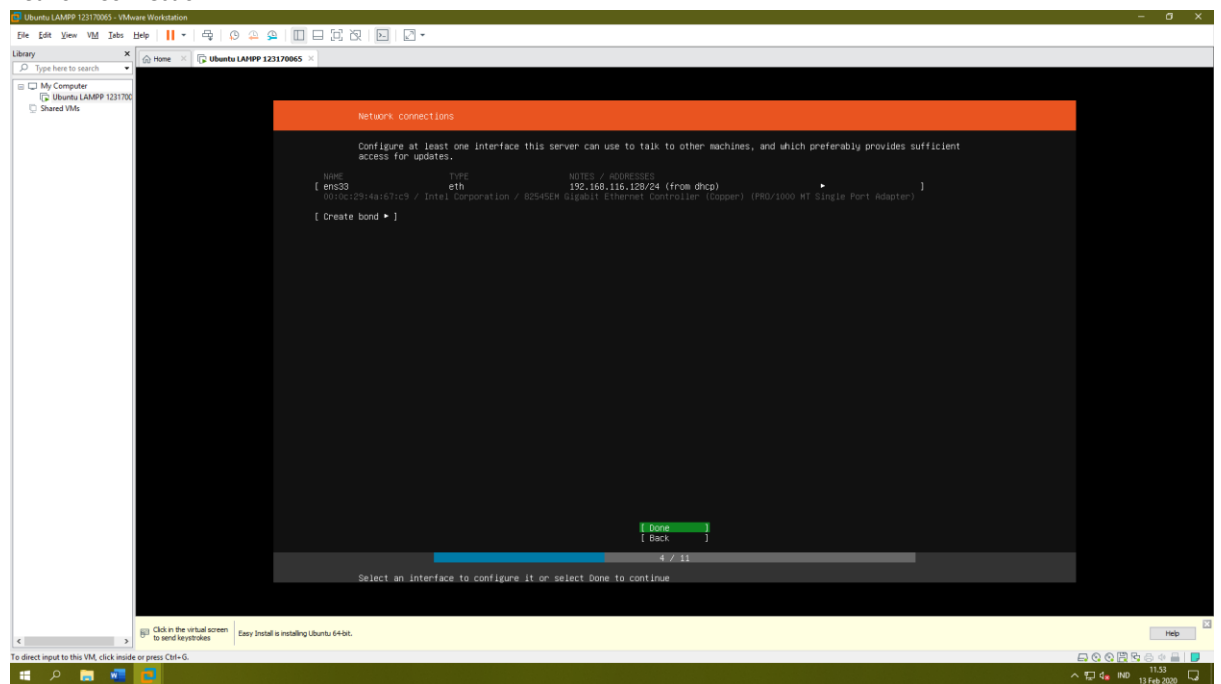 Ubuntu LAMPP 123170065 - VMware Workstation
File Edit View VM Tabs Help
Library
Home
Ubuntu LAMPP 123170065
Type here to search
My Computer
Ubuntu LAMPP 1231700
Shared VMs
Network connections
Configure at least one interface this server can use to talk to other machines, and which preferably provides sufficient
access for updates.
NAME TYPE NOTES / ADDRESSES
[ ens33 eth 192.168.116.128/24 (from dhcp) ▸ ]
00:0c:29:4a:67:c9 / Intel Corporation / 82545EM Gigabit Ethernet Controller (Copper) (PRO/1000 MT Single Port Adapter)
[ Create bond ▸ ]
[ Done ]
[ Back ]
4 / 11
Select an interface to configure it or select Done to continue
Click in the virtual screen
to send keystrokes
Easy Install is installing Ubuntu 64-bit.
Help
To direct input to this VM, click inside or press Ctrl+G.
IND
11.53
13 Feb 2020